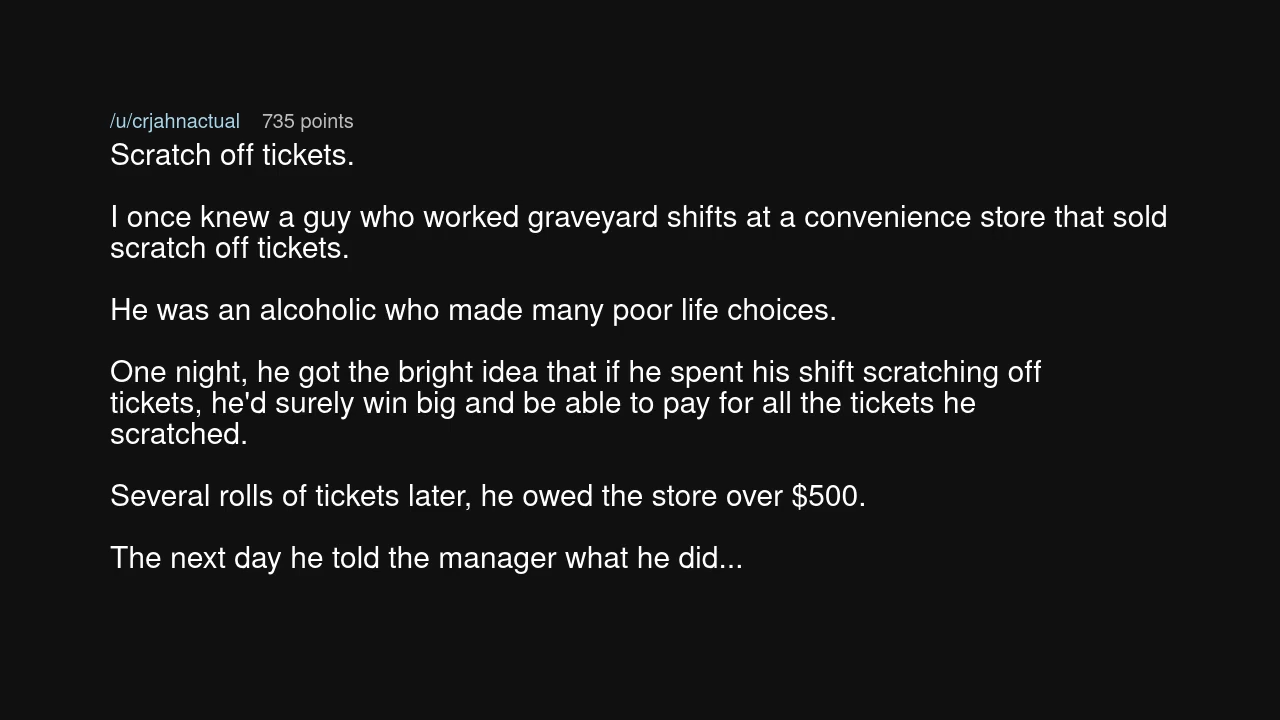 /u/crjahnactual 735 points
Scratch off tickets.
I once knew a guy who worked graveyard shifts at a convenience store that sold
scratch off tickets.
He was an alcoholic who made many poor life choices.
One night, he got the bright idea that if he spent his shift scratching off
tickets, he'd surely win big and be able to pay for all the tickets he
scratched.
Several rolls of tickets later, he owed the store over $500.
The next day he told the manager what he did...